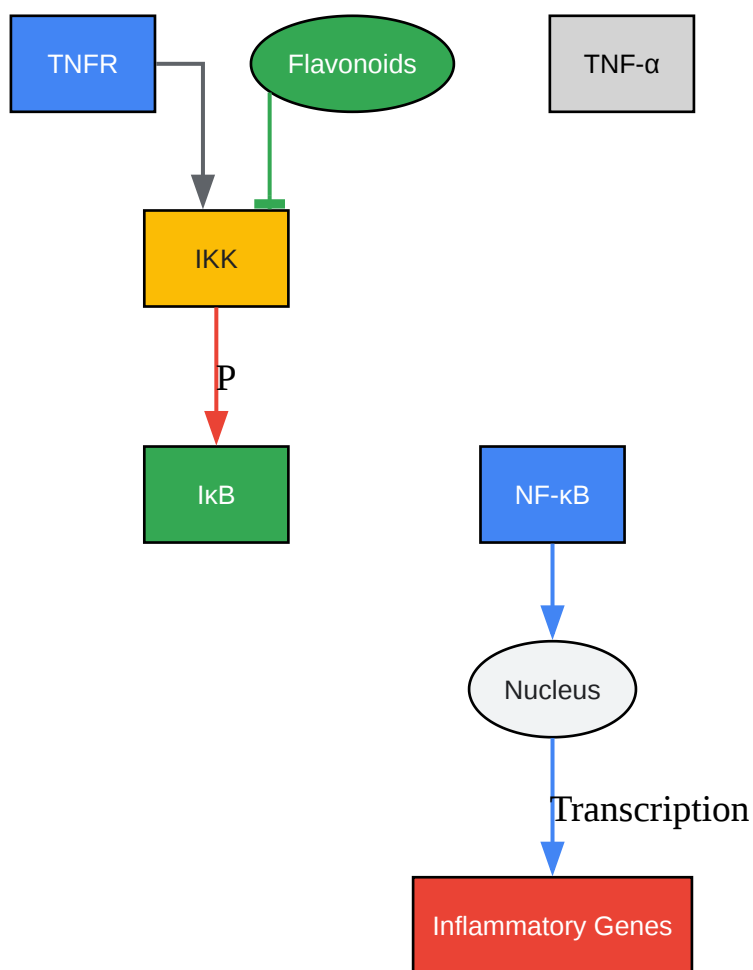 TNFR
Flavonoids
TNF-α
IKK
P
IκB
NF-κB
Nucleus
Transcription
Inflammatory Genes